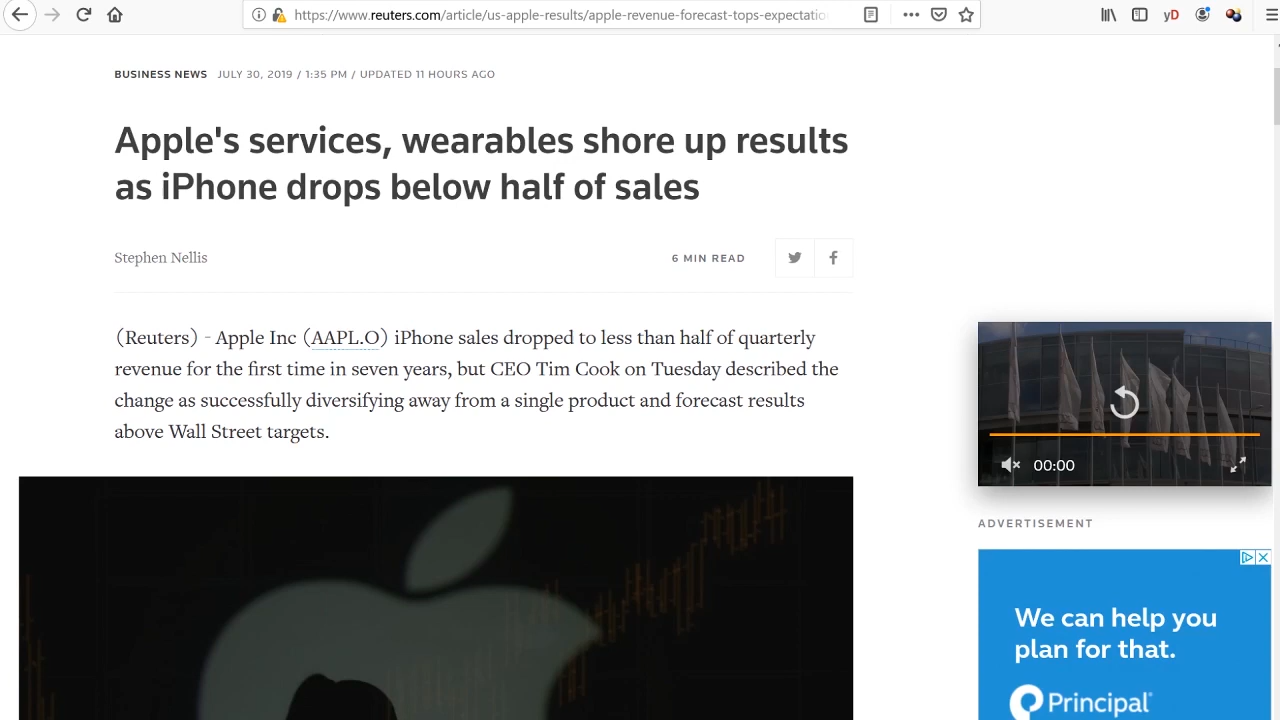 https://www.reuters.com/article/us-apple-results/apple-revenue-forecast-tops-expectatio
yD
BUSINESS NEWS JULY 30, 2019 / 1:35 PM / UPDATED 11 HOURS AGO
Apple's services, wearables shore up results
as iPhone drops below half of sales
Stephen Nellis
6 MIN READ
(Reuters) - Apple Inc (AAPL.O) iPhone sales dropped to less than half of quarterly
revenue for the first time in seven years, but CEO Tim Cook on Tuesday described the
change as successfully diversifying away from a single product and forecast results
above Wall Street targets.
00:00
ADVERTISEMENT
We can help you
plan for that.
Principal